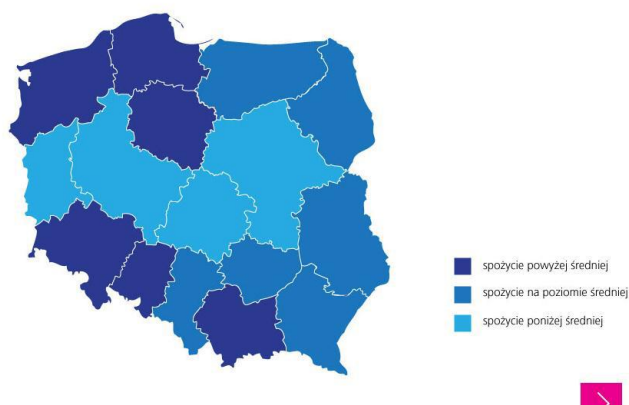 spożycie powyżej średniej
spożycie na poziomie średniej
spożycie poniżej średniej